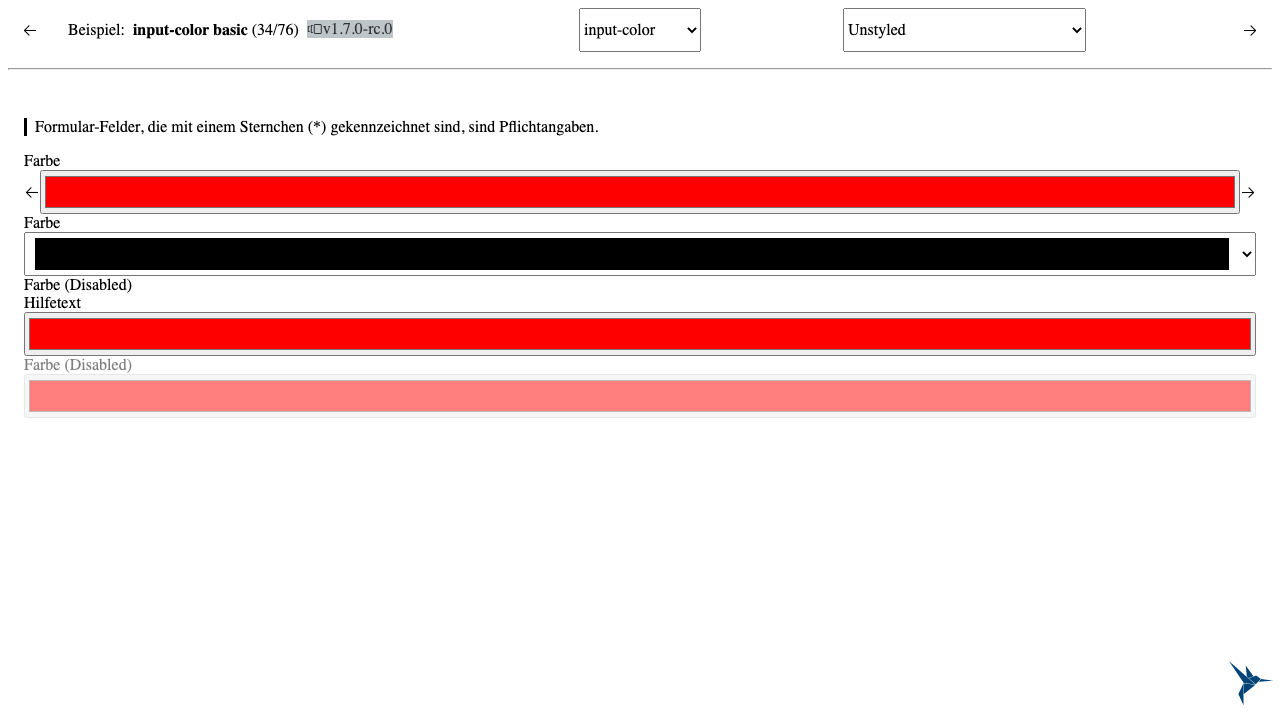 ← Beispiel: input-color basic (34/76) v1.7.0-rc.0 input-color Unstyled →
Formular-Felder, die mit einem Sternchen (*) gekennzeichnet sind, sind Pflichtangaben.
Farbe
← →
Farbe
Farbe (Disabled)
Hilfetext
Farbe (Disabled)